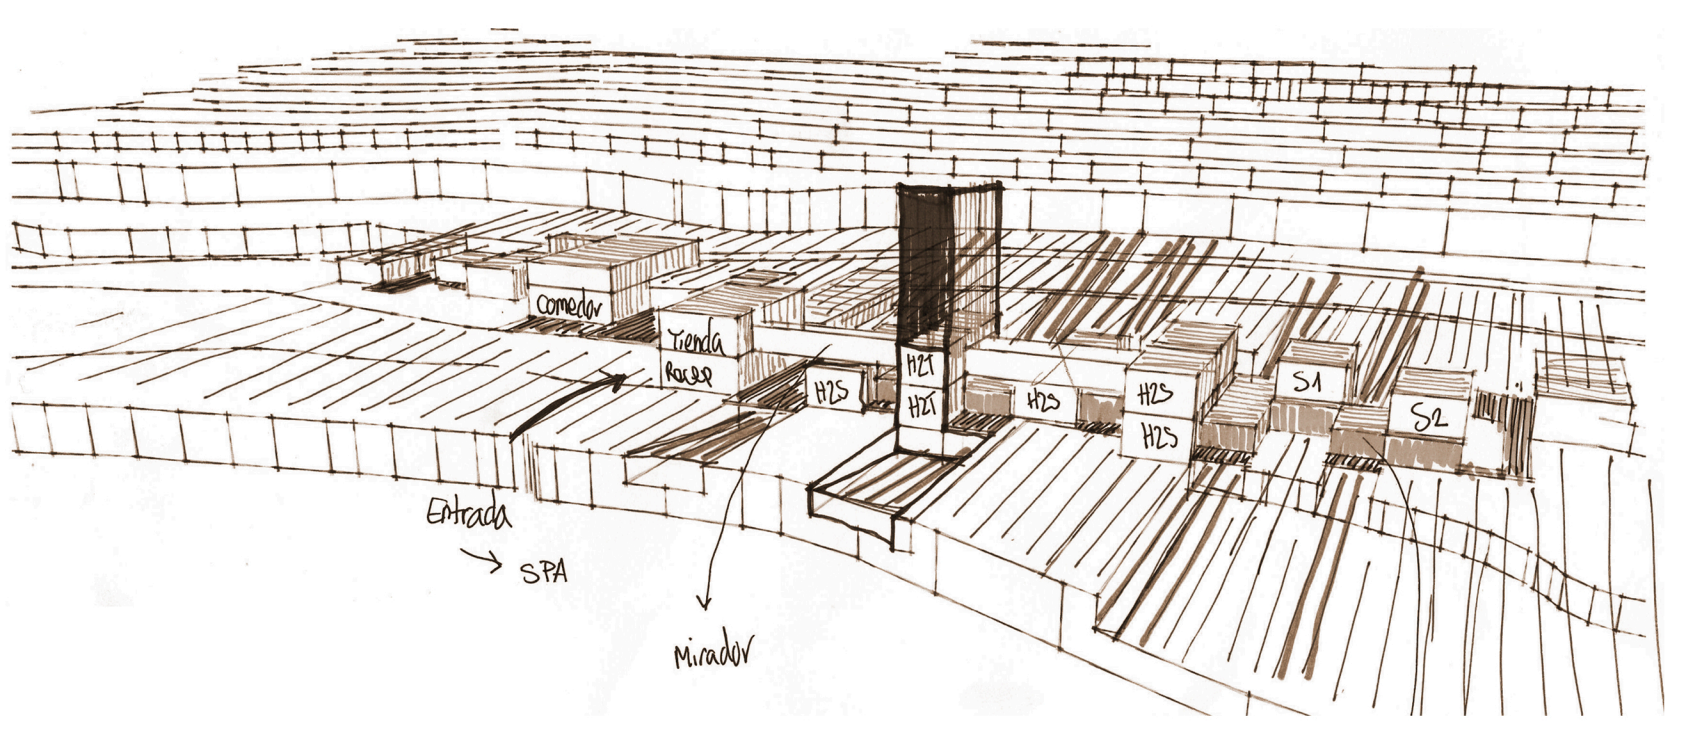 Comedor
Tienda
Recep
H2S
H2T
H2T
H2S
H2S
H2S
S1
S2
Entrada
→ SPA
Mirador